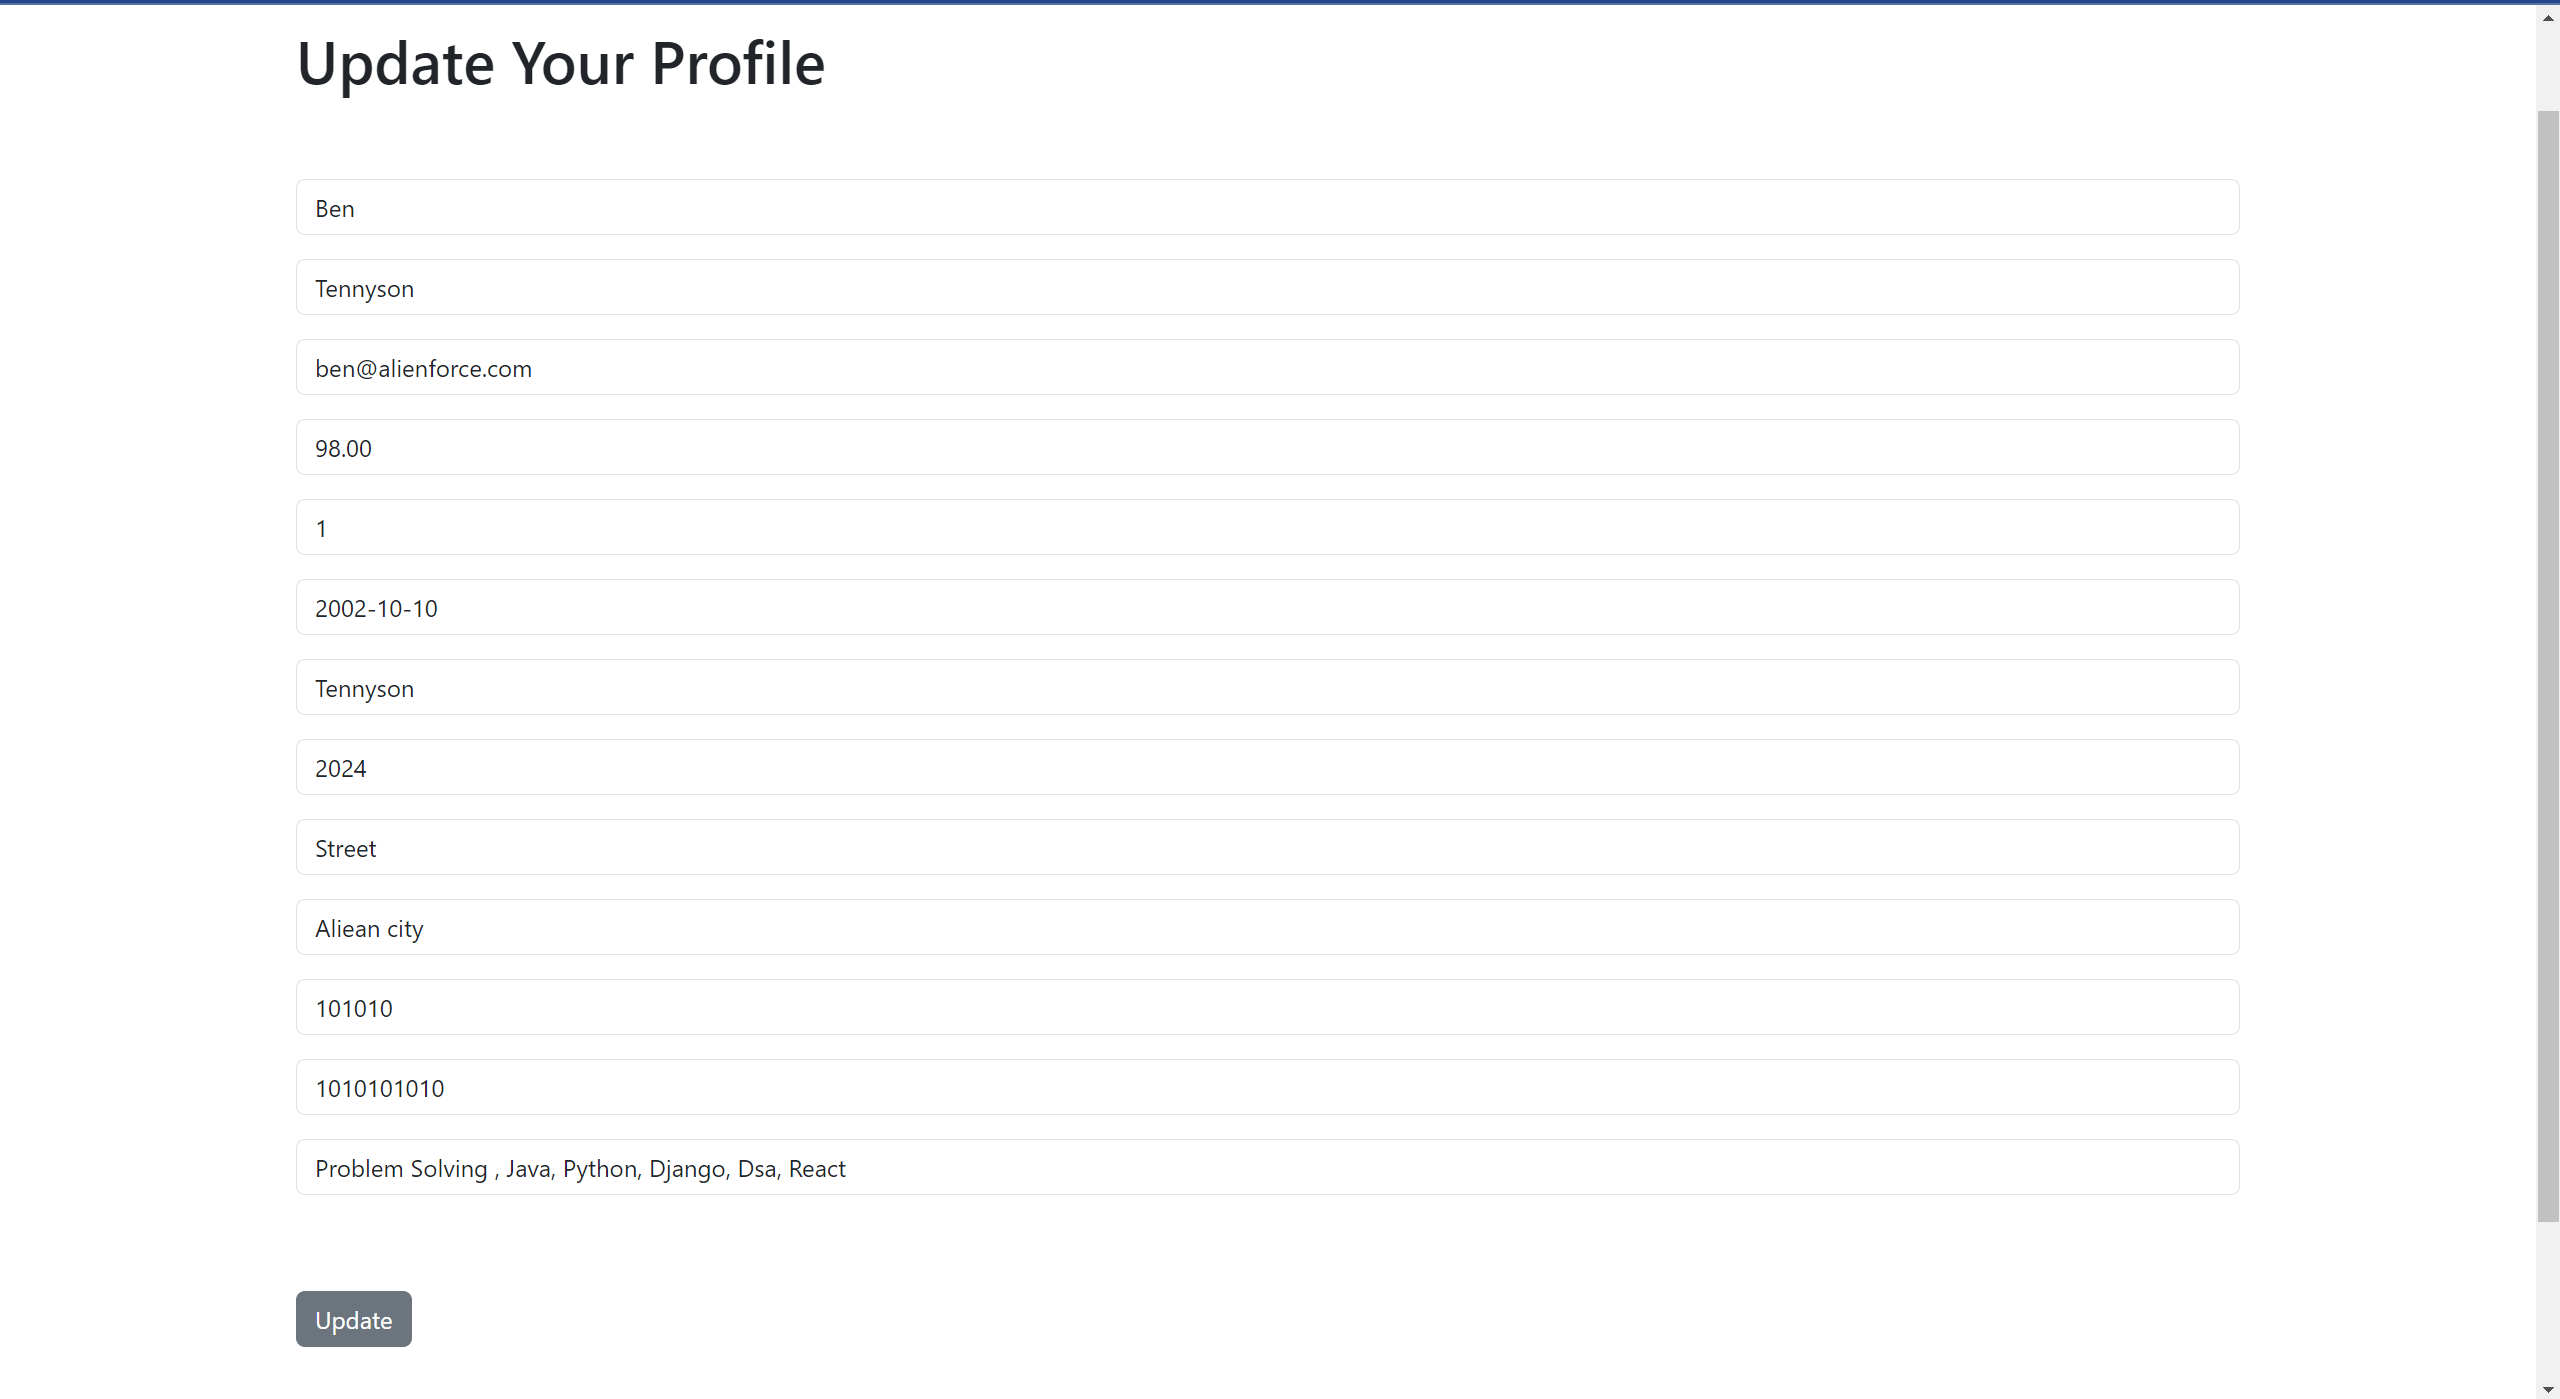 Update Your Profile
Ben
Tennyson
ben@alienforce.com
98.00
1
2002-10-10
Tennyson
2024
Street
Aliean city
101010
1010101010
Problem Solving , Java, Python, Django, Dsa, React
Update